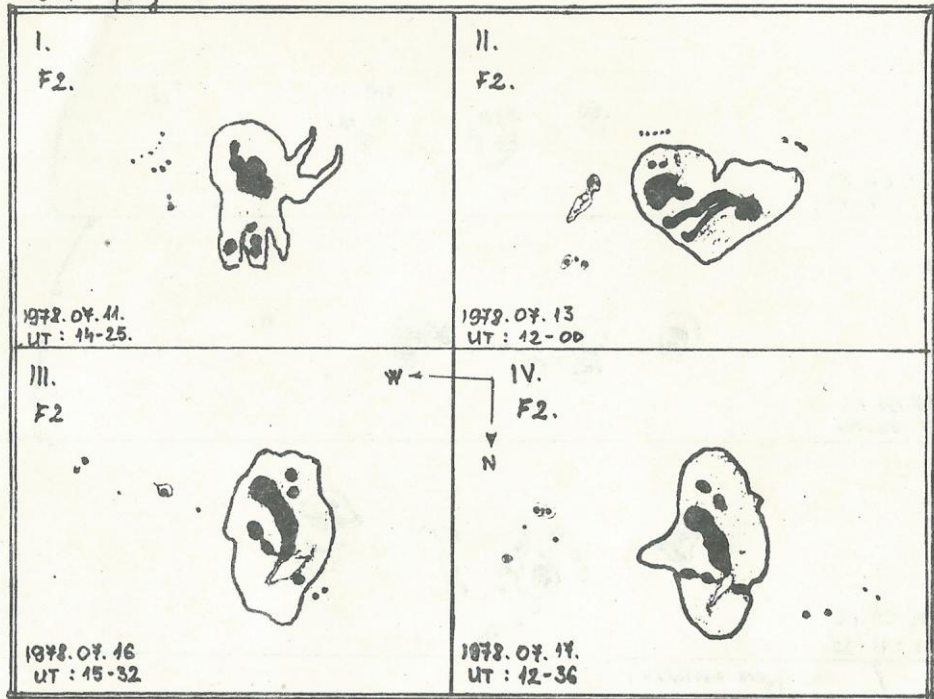 I.
F2.
1978.07.11.
UT : 14-25.
II.
F2.
1978.07.13
UT : 12-00
III.
F2
1978.07.16
UT : 15-32
W
N
IV.
F2.
1978.07.17.
UT : 12-36